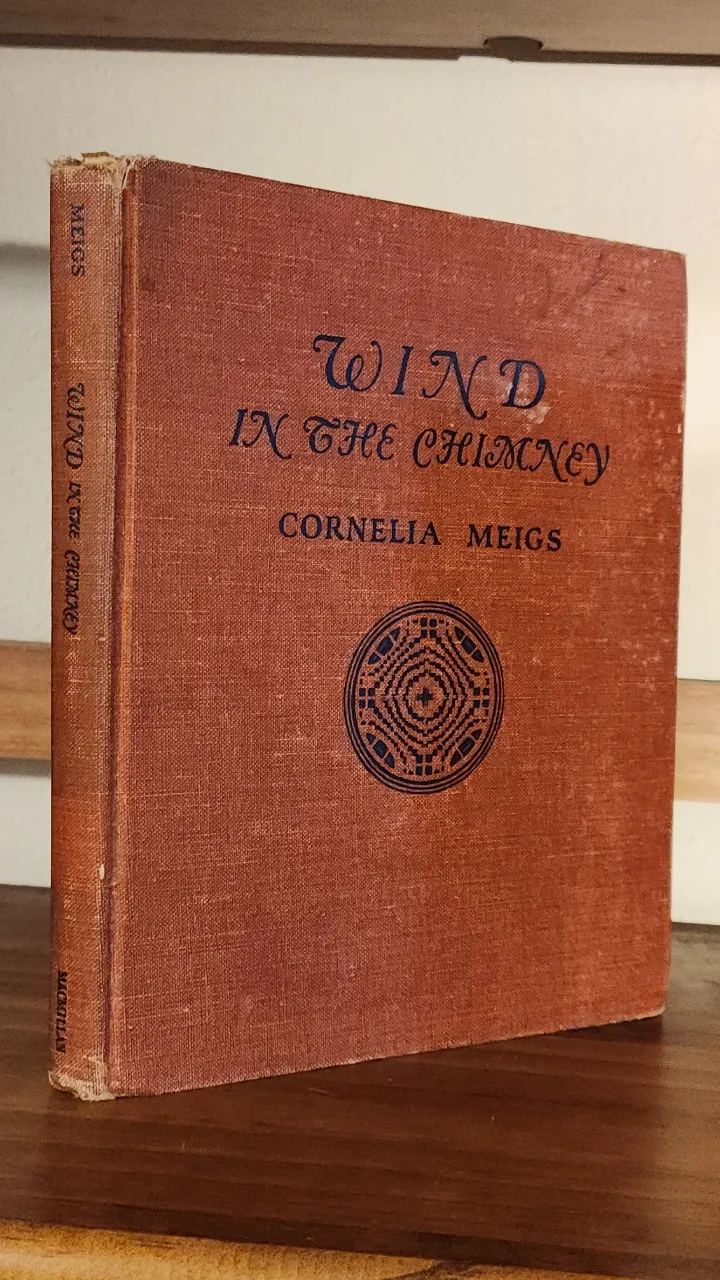 MEIGS
WIND IN THE CHIMNEY
MACMILLAN
WIND
IN THE CHIMNEY
CORNELIA MEIGS